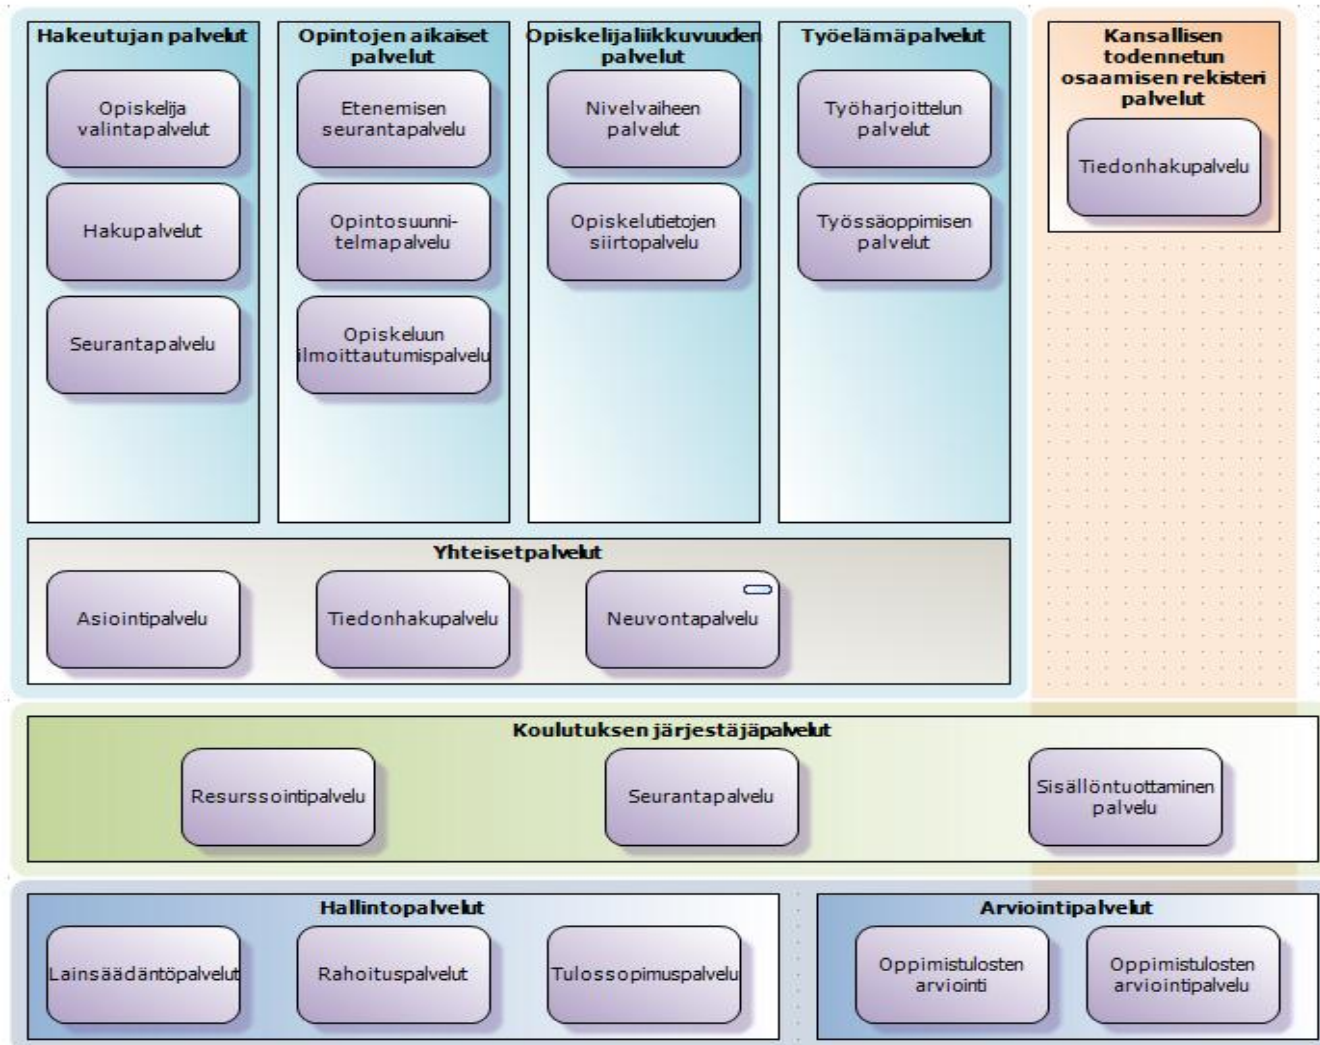 Hakeutujan palvelut
Opiskelija
valintapalvelut
Hakupalvelut
Seurantapalvelu
Opintojen aikaiset
palvelut
Etenemisen
seurantapalvelu
Opintosuunni-
telmapalvelu
Opiskeluun
ilmoittautumispalvelu
Opiskelijaliikkuvuuden
palvelut
Nivelvaiheen
palvelut
Opiskelutietojen
siirtopalvelu
Työelämäpalvelut
Työharjoittelun
palvelut
Työssäoppimisen
palvelut
Kansallisen
todennetun
osaamisen rekisteri
palvelut
Tiedonhakupalvelu
Yhteiset palvelut
Asiointipalvelu
Tiedonhakupalvelu
Neuvontapalvelu
Koulutuksen järjestäjäpalvelut
Resurssointipalvelu
Seurantapalvelu
Sisällöntuottaminen
palvelu
Hallintopalvelut
Lainsäädäntöpalvelut
Rahoituspalvelut
Tulossopimuspalvelu
Arviointipalvelut
Oppimistulosten
arviointi
Oppimistulosten
arviointipalvelu